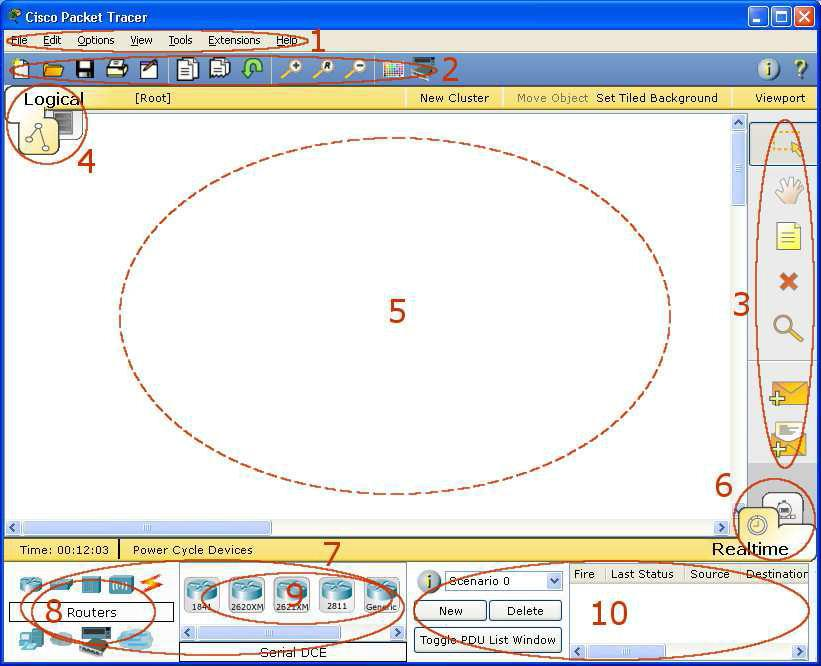 Cisco Packet Tracer
File Edit Options View Tools Extensions Help 1
2
Logical [Root] New Cluster Move Object Set Tiled Background Viewport
4
3
5
6
Time: 00:12:03 Power Cycle Devices 7
Realtime
8 Routers
1841 2620XM 2621XM 2811 Generic
9
Serial DCE
Scenario 0
New Delete
Toggle PDU List Window
Fire Last Status Source Destination
10